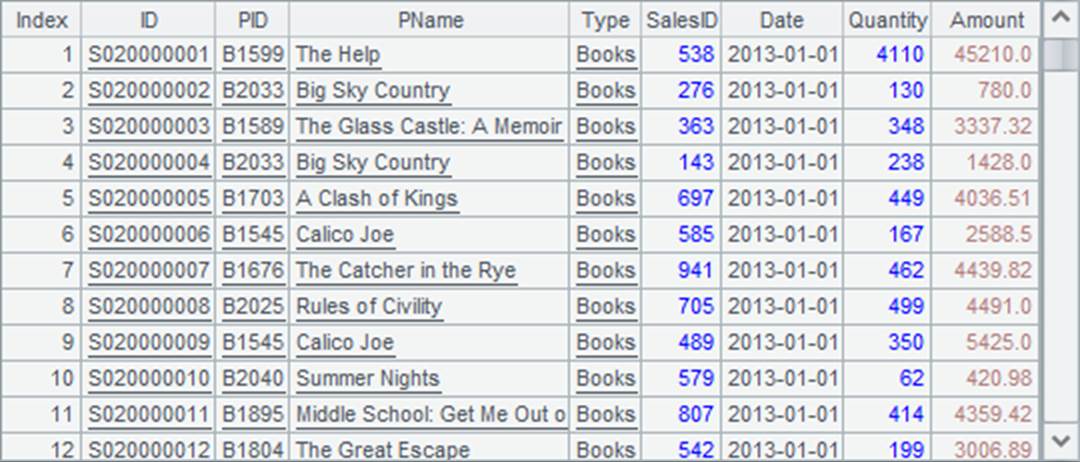 Index ID PID PName Type SalesID Date Quantity Amount
1 S020000001 B1599 The Help Books 538 2013-01-01 4110 45210.0
2 S020000002 B2033 Big Sky Country Books 276 2013-01-01 130 780.0
3 S020000003 B1589 The Glass Castle: A Memoir Books 363 2013-01-01 348 3337.32
4 S020000004 B2033 Big Sky Country Books 143 2013-01-01 238 1428.0
5 S020000005 B1703 A Clash of Kings Books 697 2013-01-01 449 4036.51
6 S020000006 B1545 Calico Joe Books 585 2013-01-01 167 2588.5
7 S020000007 B1676 The Catcher in the Rye Books 941 2013-01-01 462 4439.82
8 S020000008 B2025 Rules of Civility Books 705 2013-01-01 499 4491.0
9 S020000009 B1545 Calico Joe Books 489 2013-01-01 350 5425.0
10 S020000010 B2040 Summer Nights Books 579 2013-01-01 62 420.98
11 S020000011 B1895 Middle School: Get Me Out o Books 807 2013-01-01 414 4359.42
12 S020000012 B1804 The Great Escape Books 542 2013-01-01 199 3006.89